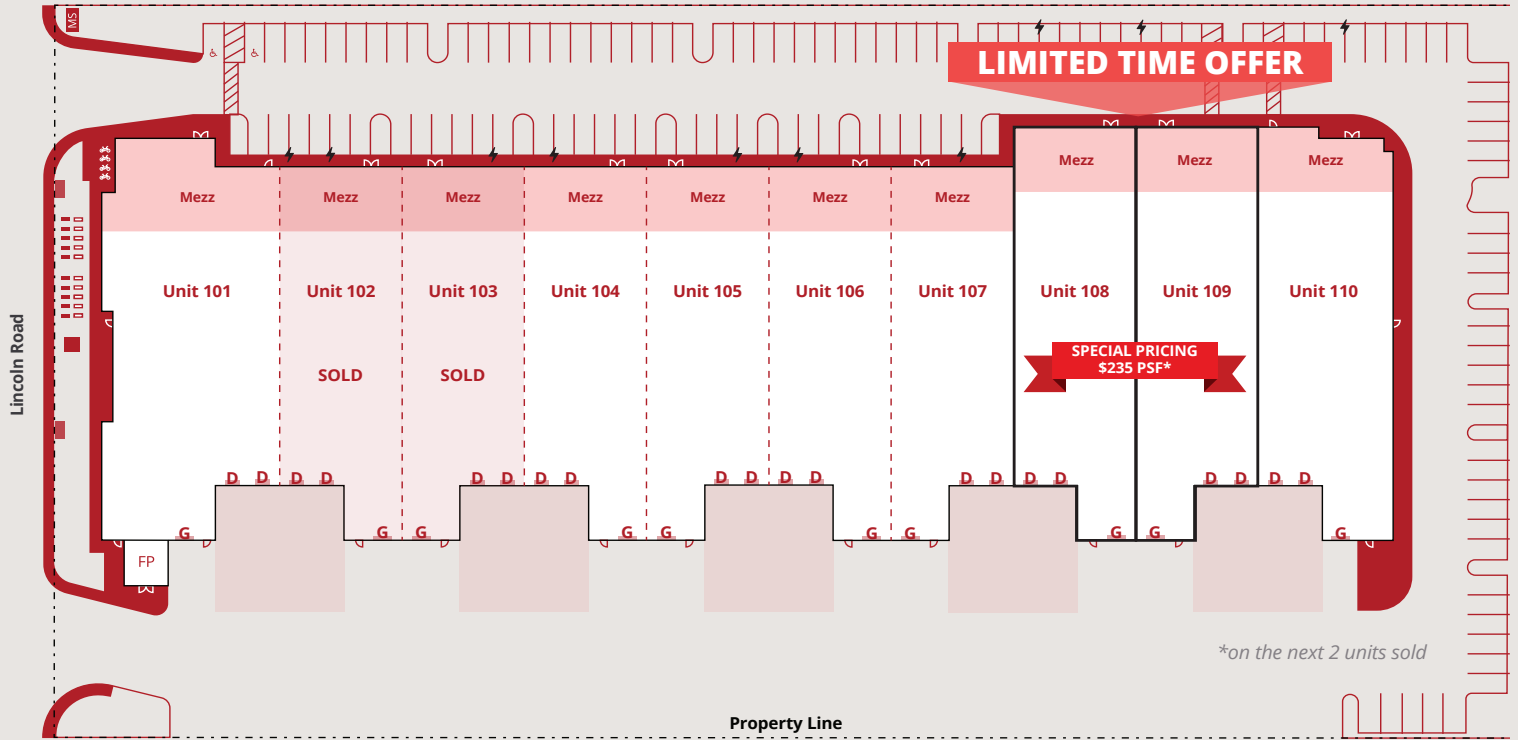 MS
LIMITED TIME OFFER
Mezz Mezz Mezz
Mezz Mezz Mezz Mezz Mezz Mezz Mezz
Unit 101 Unit 102 Unit 103 Unit 104 Unit 105 Unit 106 Unit 107 Unit 108 Unit 109 Unit 110
Lincoln Road
SPECIAL PRICING
$235 PSF*
SOLD SOLD
D D D D D D D D D D D D D D D D D D D D
G G G G G G G G G G
FP
*on the next 2 units sold
Property Line